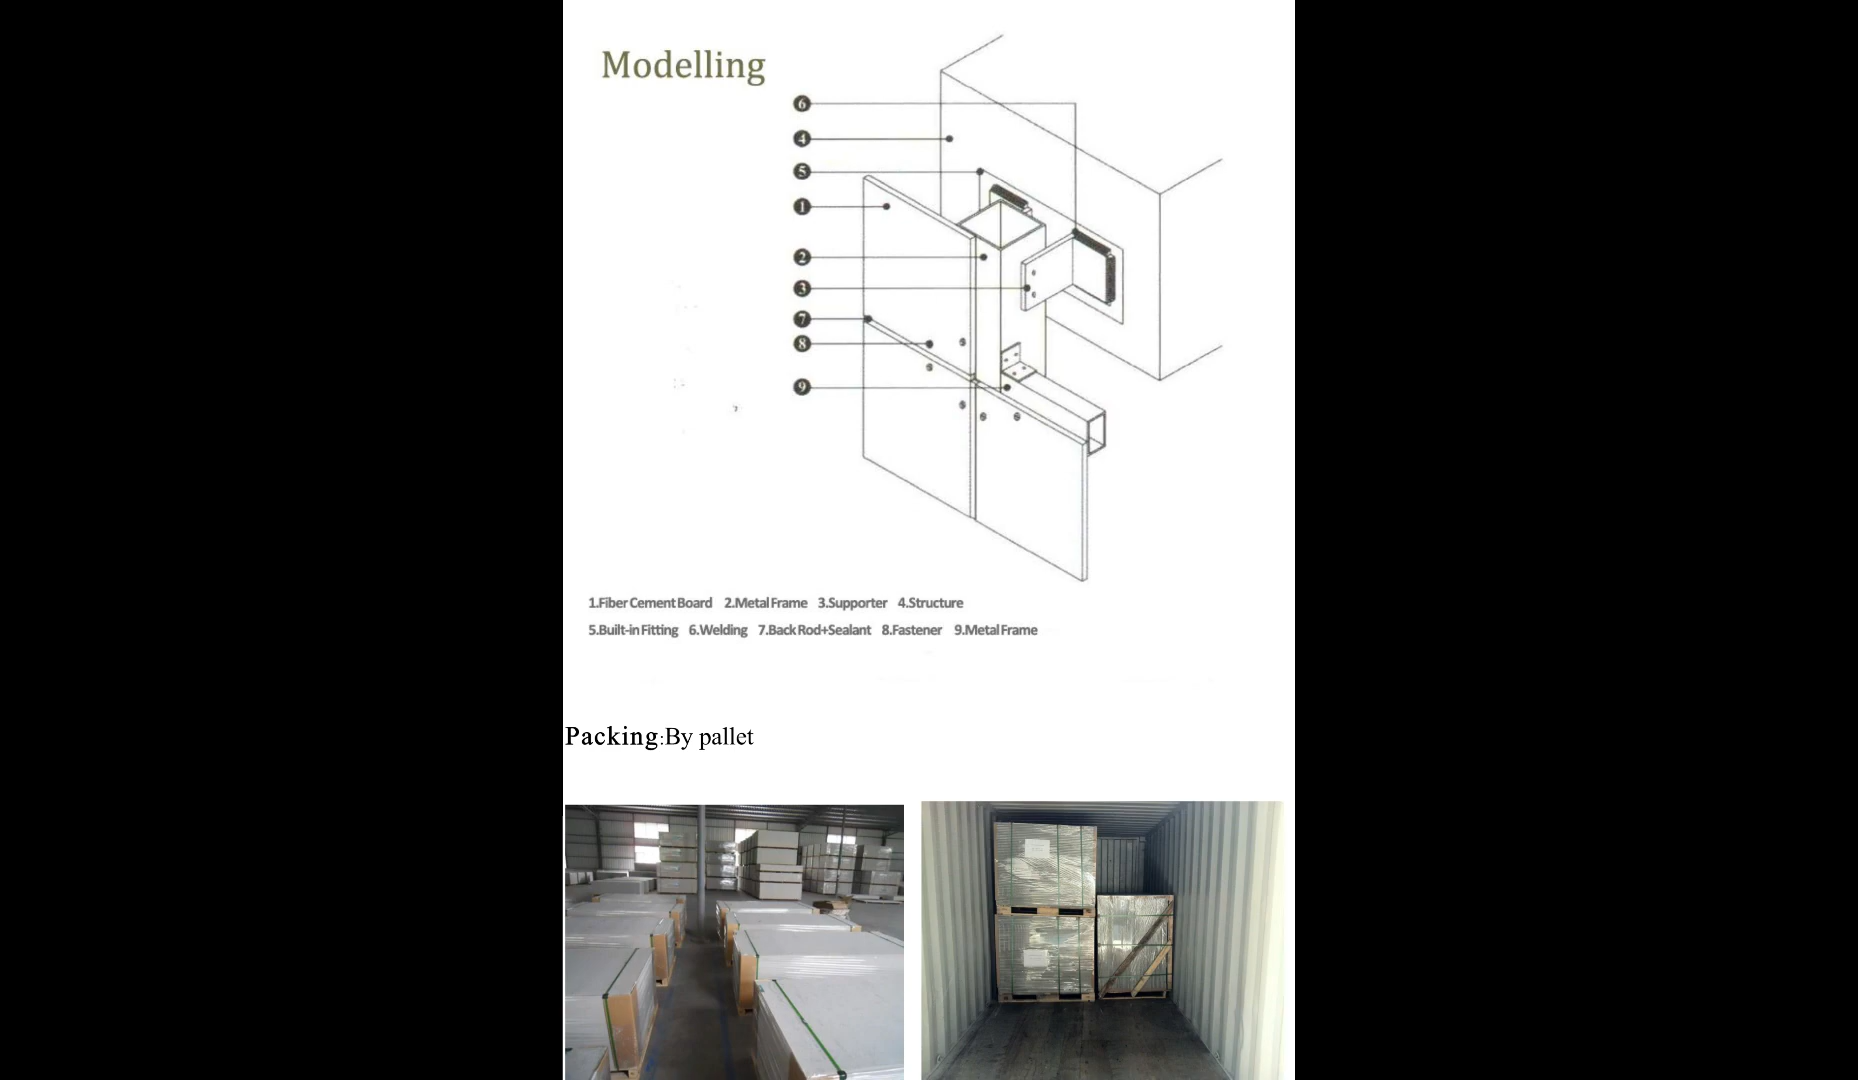 Modelling
6
4
5
1
2
3
7
8
9
1.Fiber Cement Board 2.Metal Frame 3.Supporter 4.Structure
5.Built-in Fitting 6.Welding 7.Back Rod+Sealant 8.Fastener 9.Metal Frame
Packing:By pallet